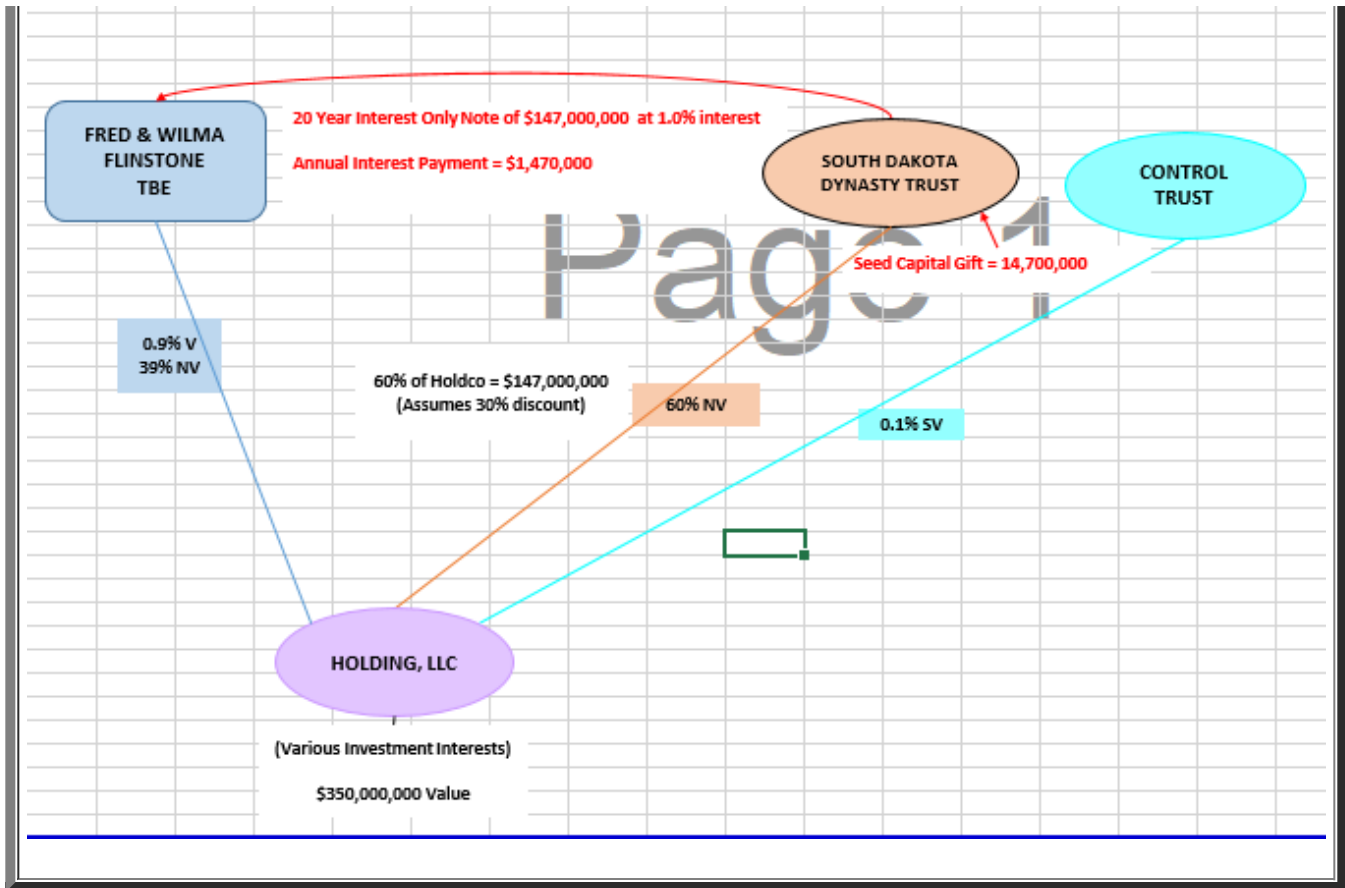 FRED & WILMA
FLINSTONE
TBE
20 Year Interest Only Note of $147,000,000 at 1.0% interest
Annual Interest Payment = $1,470,000
SOUTH DAKOTA
DYNASTY TRUST
CONTROL
TRUST
Page 1
Seed Capital Gift = 14,700,000
0.9% V
39% NV
60% of Holdco = $147,000,000
(Assumes 30% discount)
60% NV
0.1% SV
HOLDING, LLC
(Various Investment Interests)
$350,000,000 Value